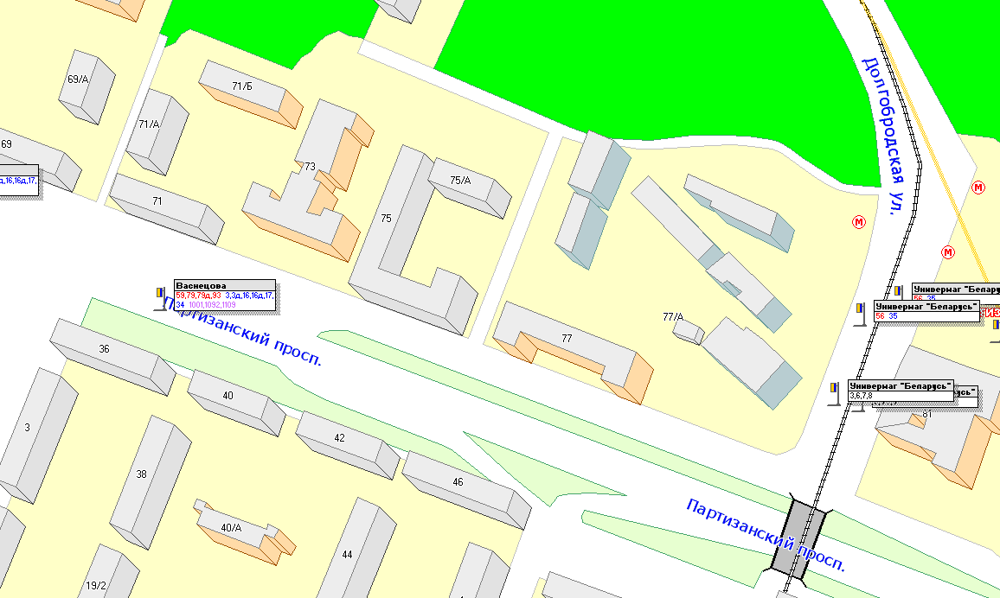 Долгобродская ул.
69/А
71/Б
71/А
69
73
75/А
д,16,16д,17,
71
75
М
М
М
Васнецова
59,79,79д,93 3,3д,16,16д,17,
34 1001,1092,1109
Партизанский просп.
Универмаг "Белару
56 35
Универмаг "Беларусь"
56 35
77/А
77
36
40
Универмаг "Беларусь"
3,6,7,8
81
3
42
38
46
40/А
Партизанский просп.
44
19/2